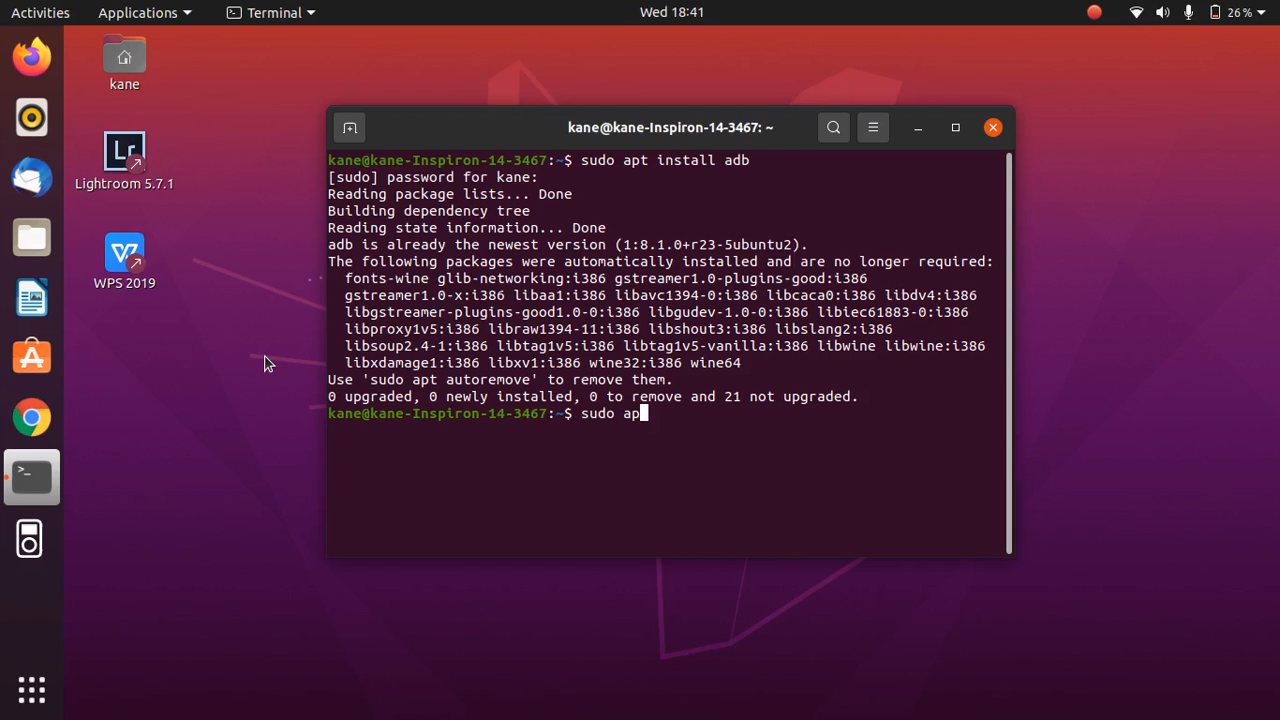 Activities Applications Terminal Wed 18:41 26%
kane
Lr
Lightroom 5.7.1
WPS 2019
kane@kane-Inspiron-14-3467: ~
kane@kane-Inspiron-14-3467:~$ sudo apt install adb
[sudo] password for kane:
Reading package lists... Done
Building dependency tree
Reading state information... Done
adb is already the newest version (1:8.1.0+r23-5ubuntu2).
The following packages were automatically installed and are no longer required:
  fonts-wine glib-networking:i386 gstreamer1.0-plugins-good:i386
  gstreamer1.0-x:i386 libaa1:i386 libavc1394-0:i386 libcaca0:i386 libdv4:i386
  libgstreamer-plugins-good1.0-0:i386 libgudev-1.0-0:i386 libiec61883-0:i386
  libproxy1v5:i386 libraw1394-11:i386 libshout3:i386 libslang2:i386
  libsoup2.4-1:i386 libtag1v5:i386 libtag1v5-vanilla:i386 libwine libwine:i386
  libxdamage1:i386 libxv1:i386 wine32:i386 wine64
Use 'sudo apt autoremove' to remove them.
0 upgraded, 0 newly installed, 0 to remove and 21 not upgraded.
kane@kane-Inspiron-14-3467:~$ sudo ap